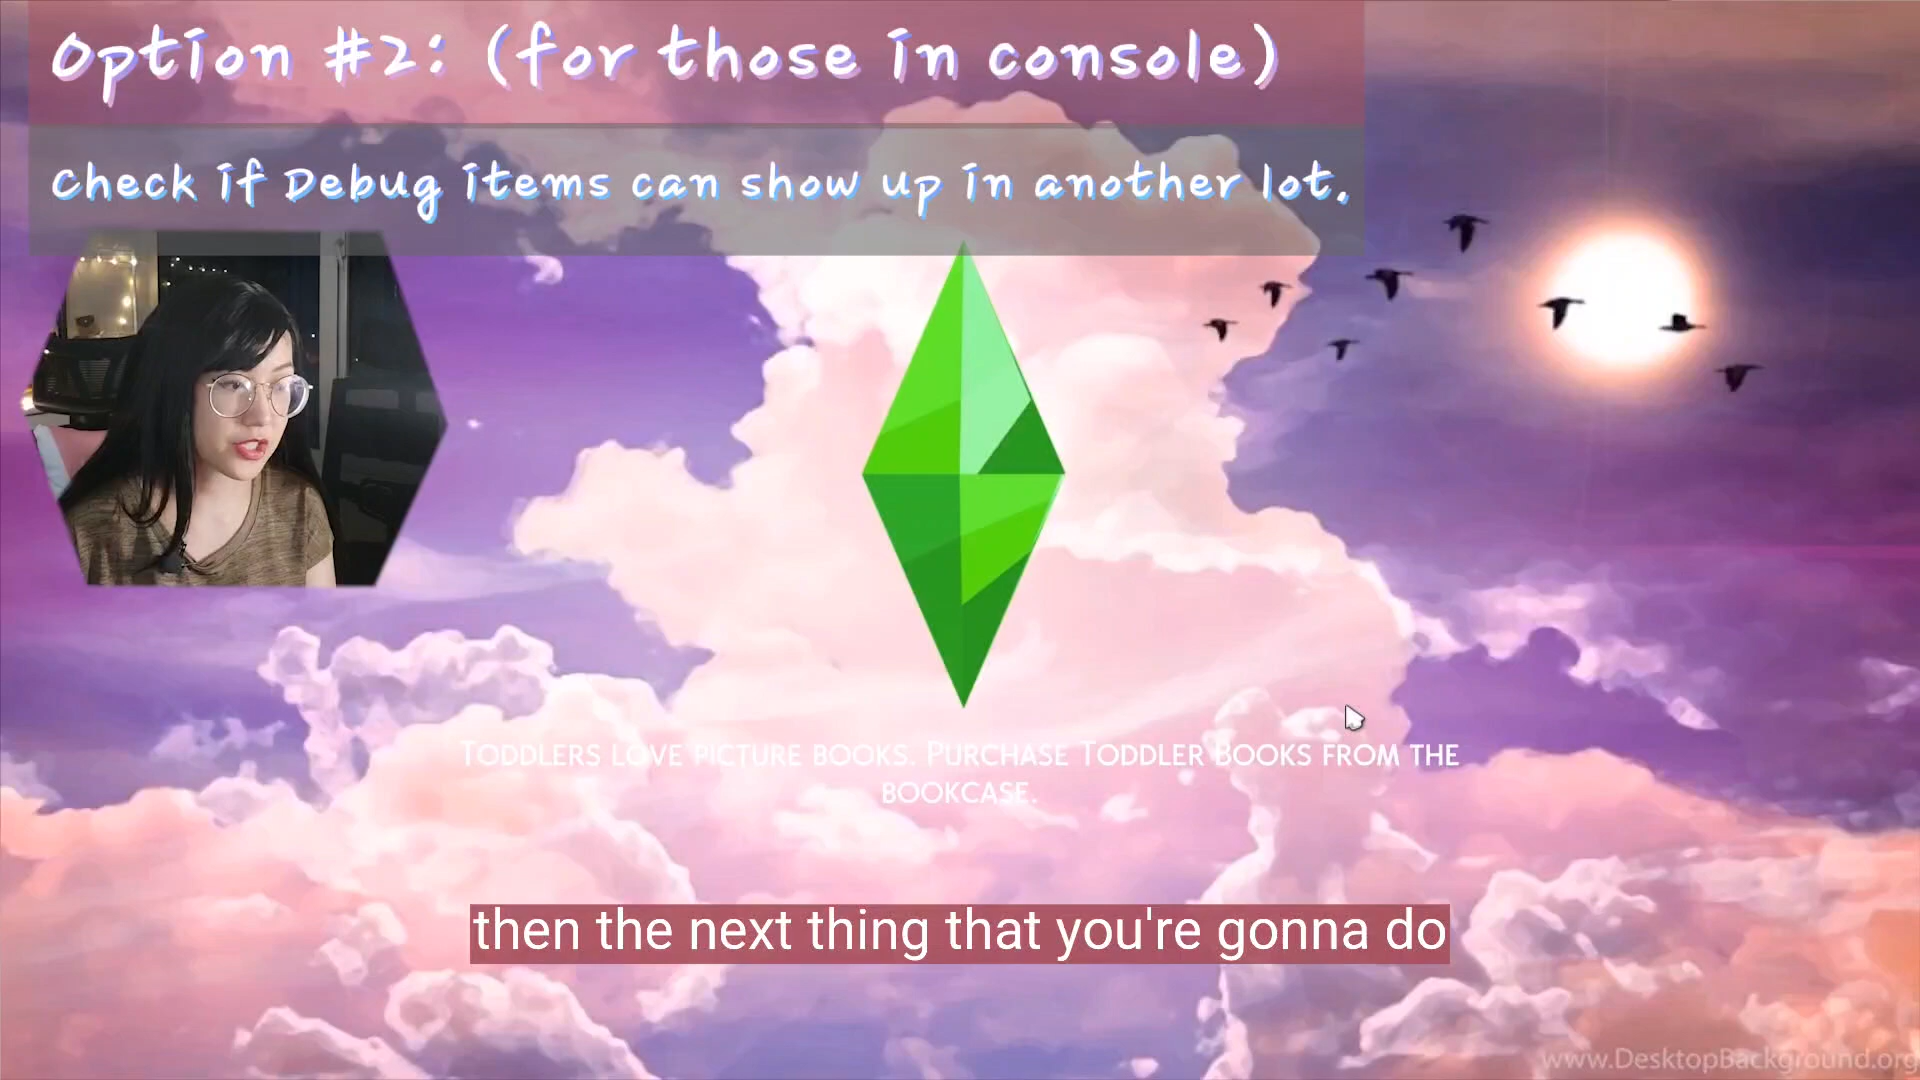 Option #2: (for those in console)
Check if Debug items can show up in another lot.
TODDLERS LOVE PICTURE BOOKS. PURCHASE TODDLER BOOKS FROM THE
BOOKCASE.
then the next thing that you're gonna do
www.DesktopBackground.org